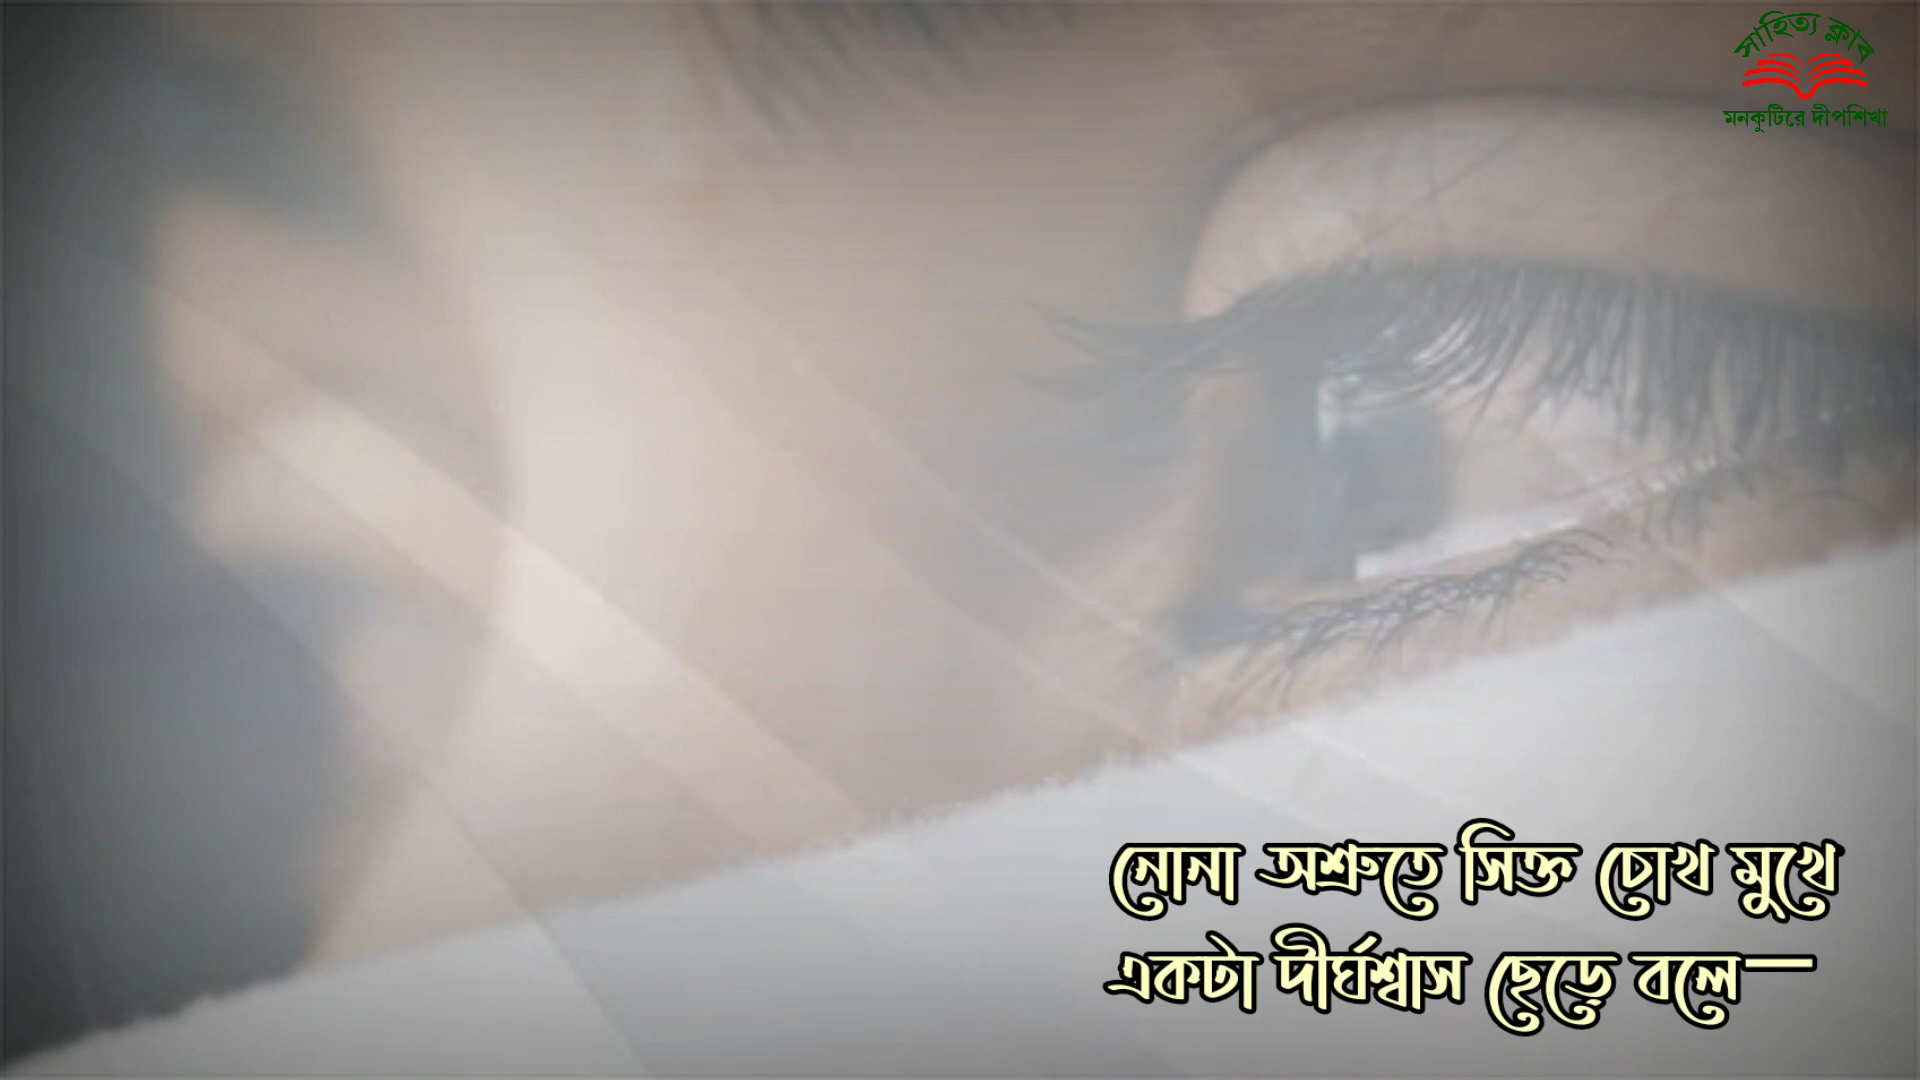 সাহিত্য ক্লাব
মনকুটিরে দীপশিখা
নোনা অশ্রুতে সিক্ত চোখ মুখে
একটা দীর্ঘশ্বাস ছেড়ে বলে—